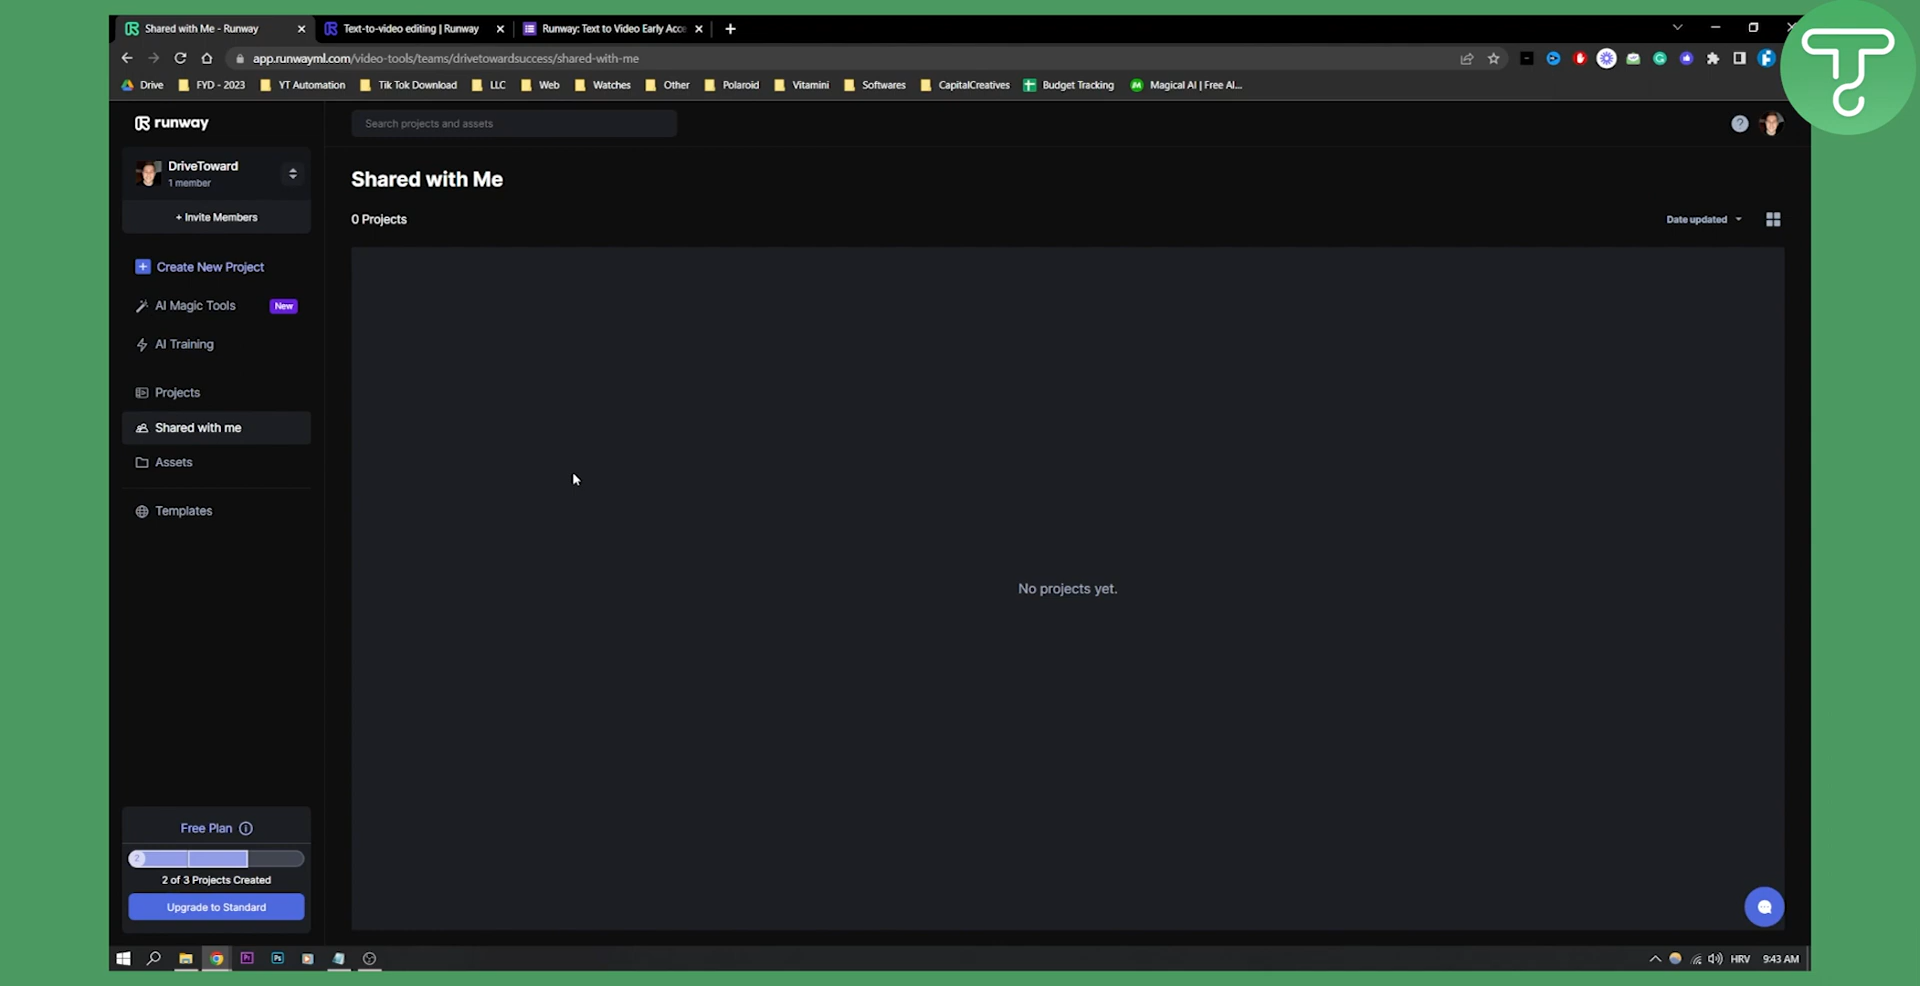 Shared with Me - Runway
Text-to-video editing | Runway
Runway: Text to Video Early Acce
app.runwayml.com/video-tools/teams/drivetowardsuccess/shared-with-me
Drive
FYD - 2023
YT Automation
Tik Tok Download
LLC
Web
Watches
Other
Polaroid
Vitamini
Softwares
CapitalCreatives
Budget Tracking
Magical AI | Free AI...
runway
Search projects and assets
?
DriveToward
1 member
+ Invite Members
Shared with Me
0 Projects
Date updated
Create New Project
AI Magic Tools New
AI Training
Projects
Shared with me
Assets
Templates
No projects yet.
Free Plan
2
2 of 3 Projects Created
Upgrade to Standard
Pr
Ps
HRV
9:43 AM